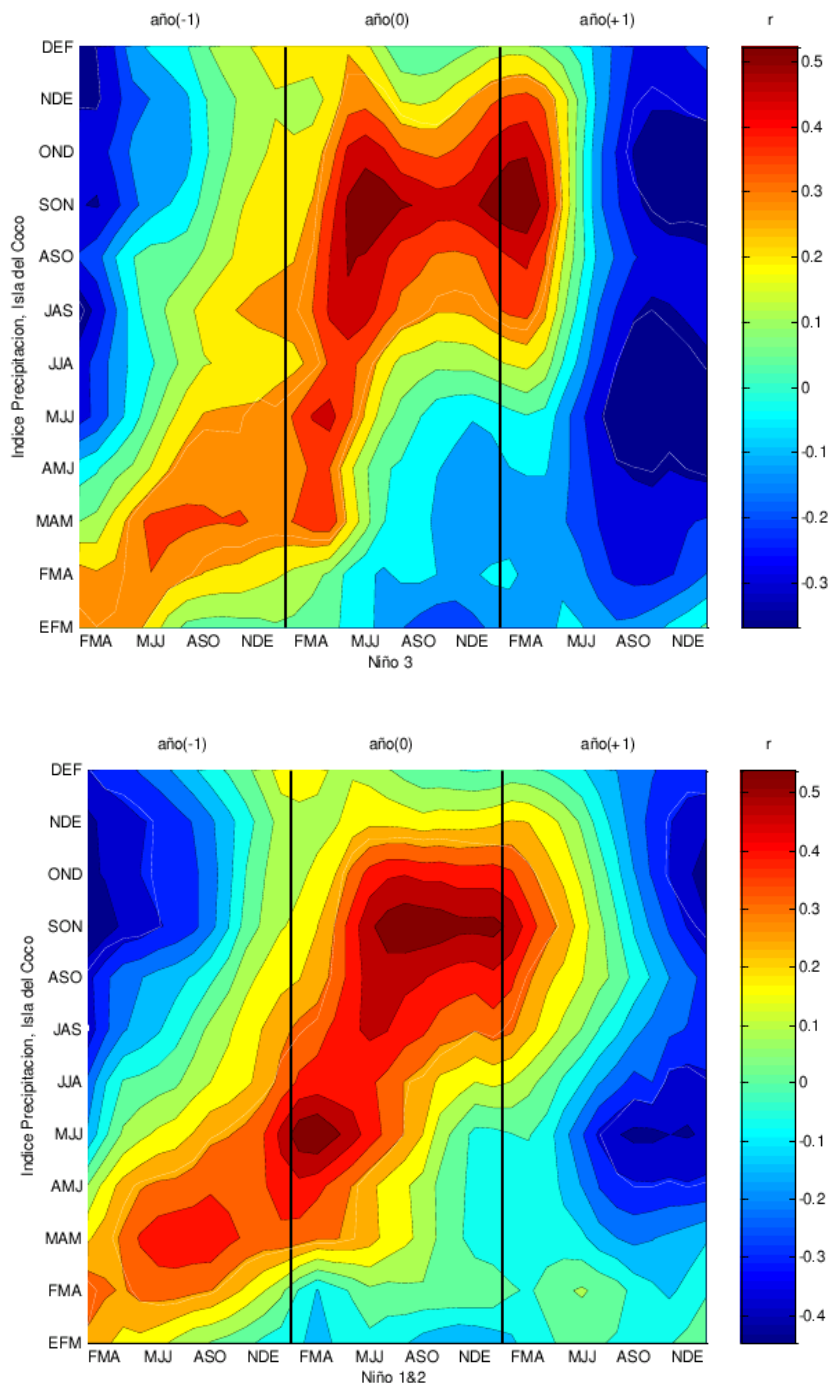 año(-1) año(0) año(+1) r
DEF
NDE
OND
SON
ASO
JAS
JJA
MJJ
AMJ
MAM
FMA
EFM
Indice Precipitacion, Isla del Coco
FMA MJJ ASO NDE FMA MJJ ASO NDE FMA ASO NDE
Niño 3
0.5
0.4
0.3
0.2
0.1
0
-0.1
-0.2
-0.3
año(-1) año(0) año(+1) r
DEF
NDE
OND
SON
ASO
JAS
JJA
MJJ
AMJ
MAM
FMA
EFM
Indice Precipitacion, Isla del Coco
FMA MJJ ASO NDE FMA MJJ ASO NDE FMA MJJ ASO NDE
Niño 1&2
0.5
0.4
0.3
0.2
0.1
0
-0.1
-0.2
-0.3
-0.4